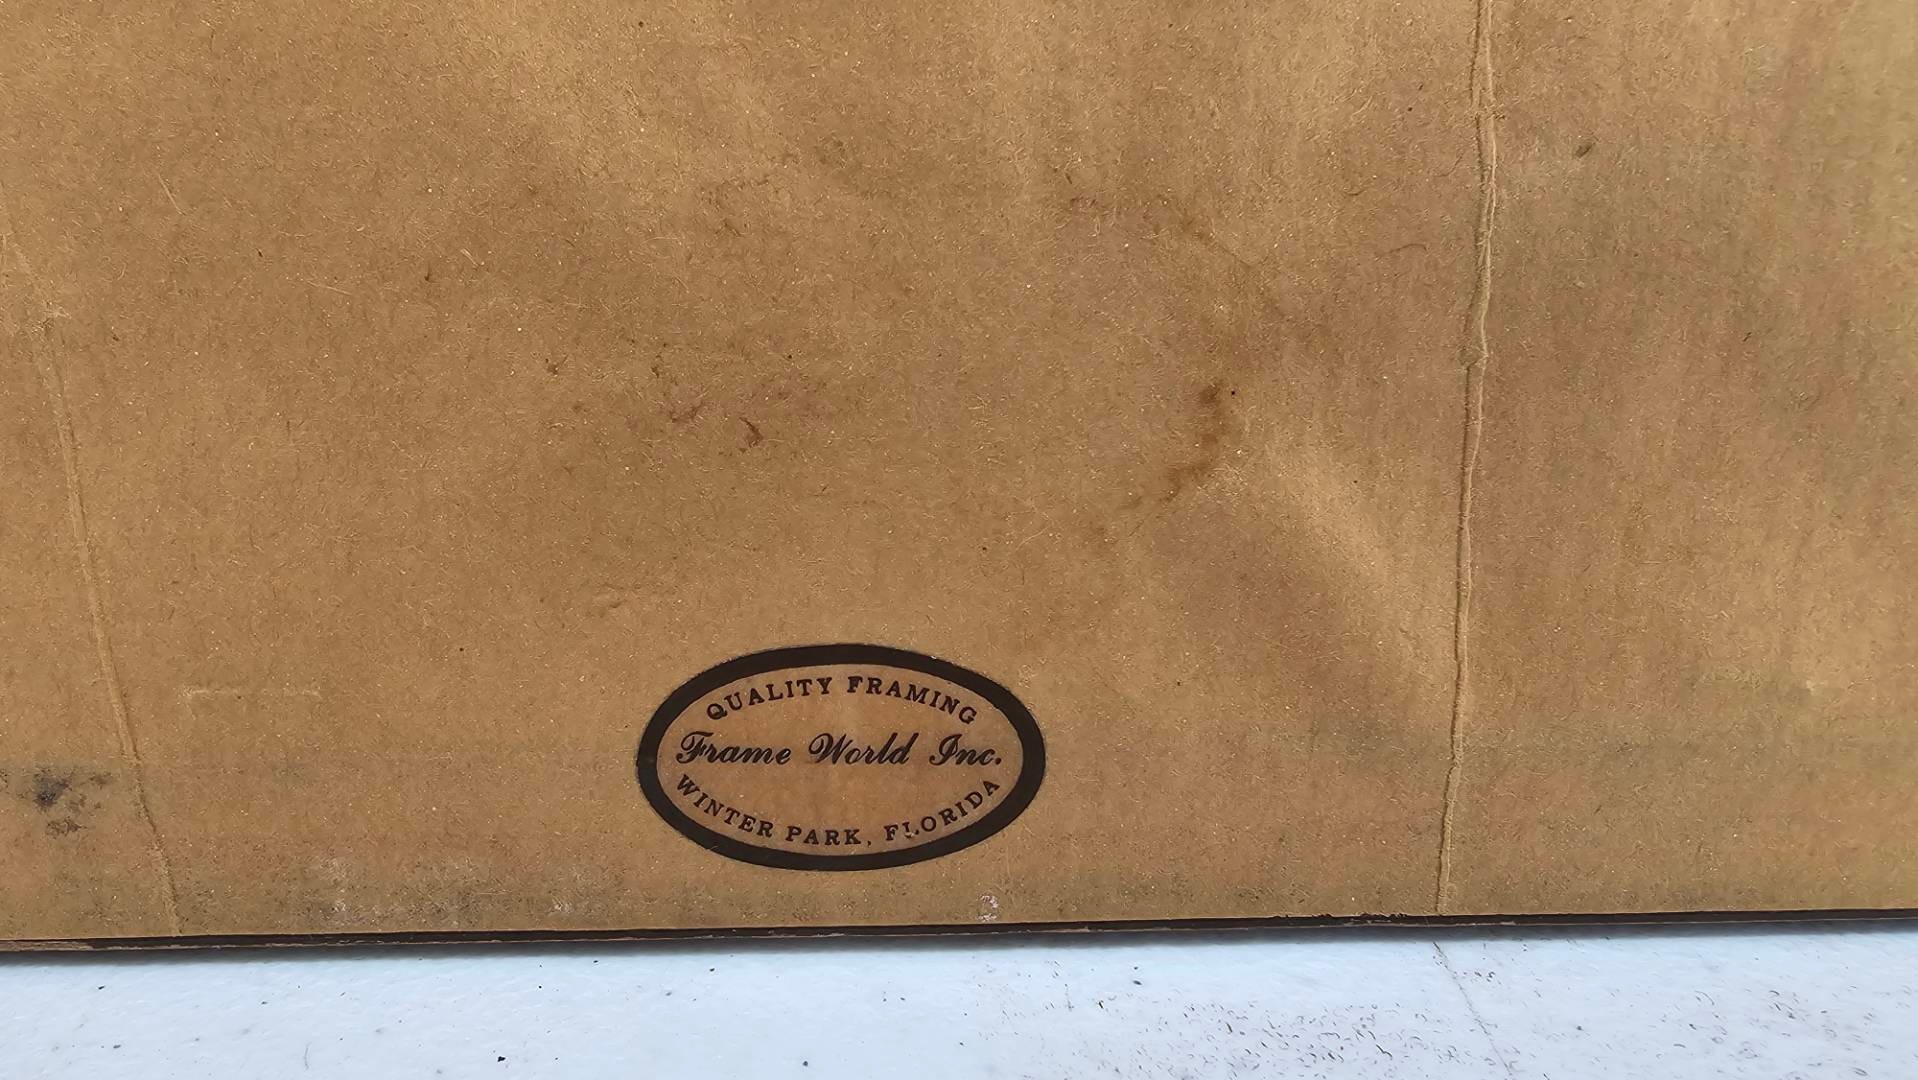 QUALITY FRAMING
Frame World Inc.
WINTER PARK, FLORIDA